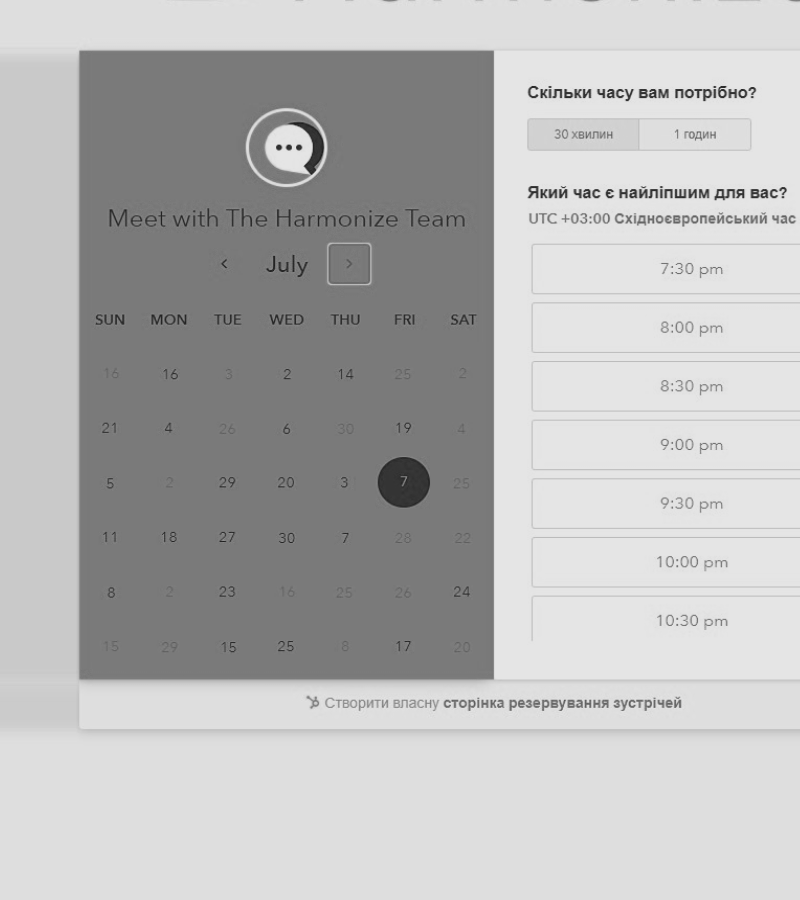 Meet with The Harmonize Team
July
SUN MON TUE WED THU FRI SAT
16 16 3 2 14 25 2
21 4 26 6 30 19 4
5 2 29 20 3 7 25
11 18 27 30 7 28 22
8 2 23 16 25 26 24
15 29 15 25 8 17 20
Скільки часу вам потрібно?
30 хвилин 1 годин
Який час є найліпшим для вас?
UTC +03:00 Східноєвропейський час
7:30 pm
8:00 pm
8:30 pm
9:00 pm
9:30 pm
10:00 pm
10:30 pm
Створити власну сторінка резервування зустрічей